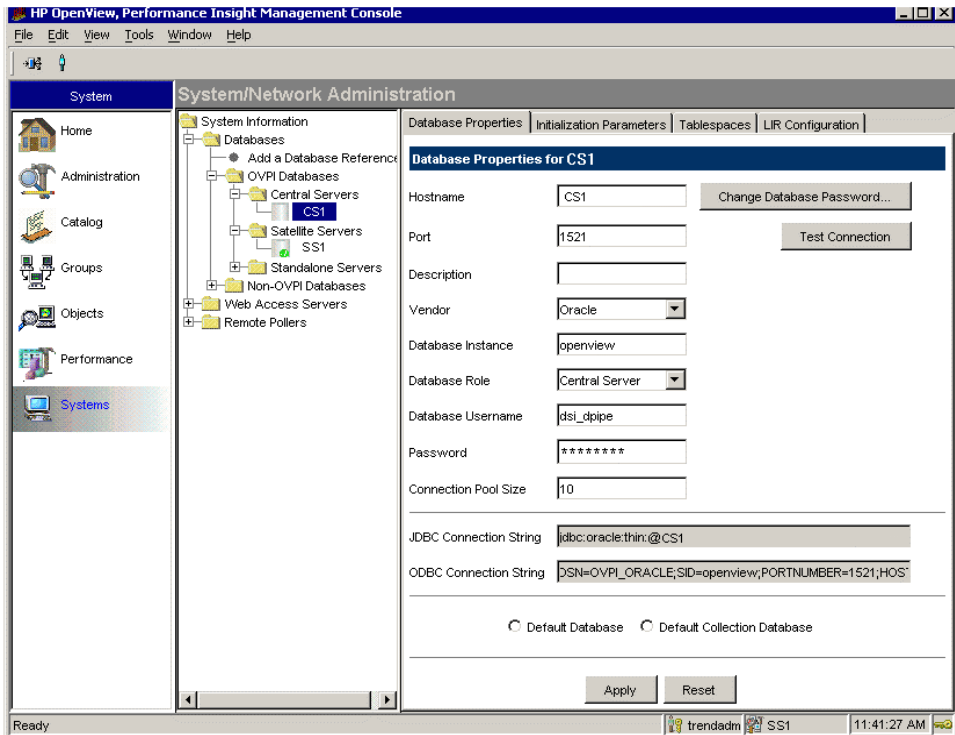 HP OpenView, Performance Insight Management Console
File Edit View Tools Window Help
System
System/Network Administration
Home
Administration
Catalog
Groups
Objects
Performance
Systems
System Information
Databases
Add a Database Reference
OVPI Databases
Central Servers
CS1
Satellite Servers
SS1
Standalone Servers
Non-OVPI Databases
Web Access Servers
Remote Pollers
Database Properties Initialization Parameters Tablespaces LIR Configuration
Database Properties for CS1
Hostname CS1 Change Database Password...
Port 1521 Test Connection
Description
Vendor Oracle
Database Instance openview
Database Role Central Server
Database Username dsi_dpipe
Password ********
Connection Pool Size 10
JDBC Connection String jdbc:oracle:thin:@CS1
ODBC Connection String DSN=OVPI_ORACLE;SID=openview;PORTNUMBER=1521;HOST
Default Database Default Collection Database
Apply Reset
Ready trendadm SS1 11:41:27 AM